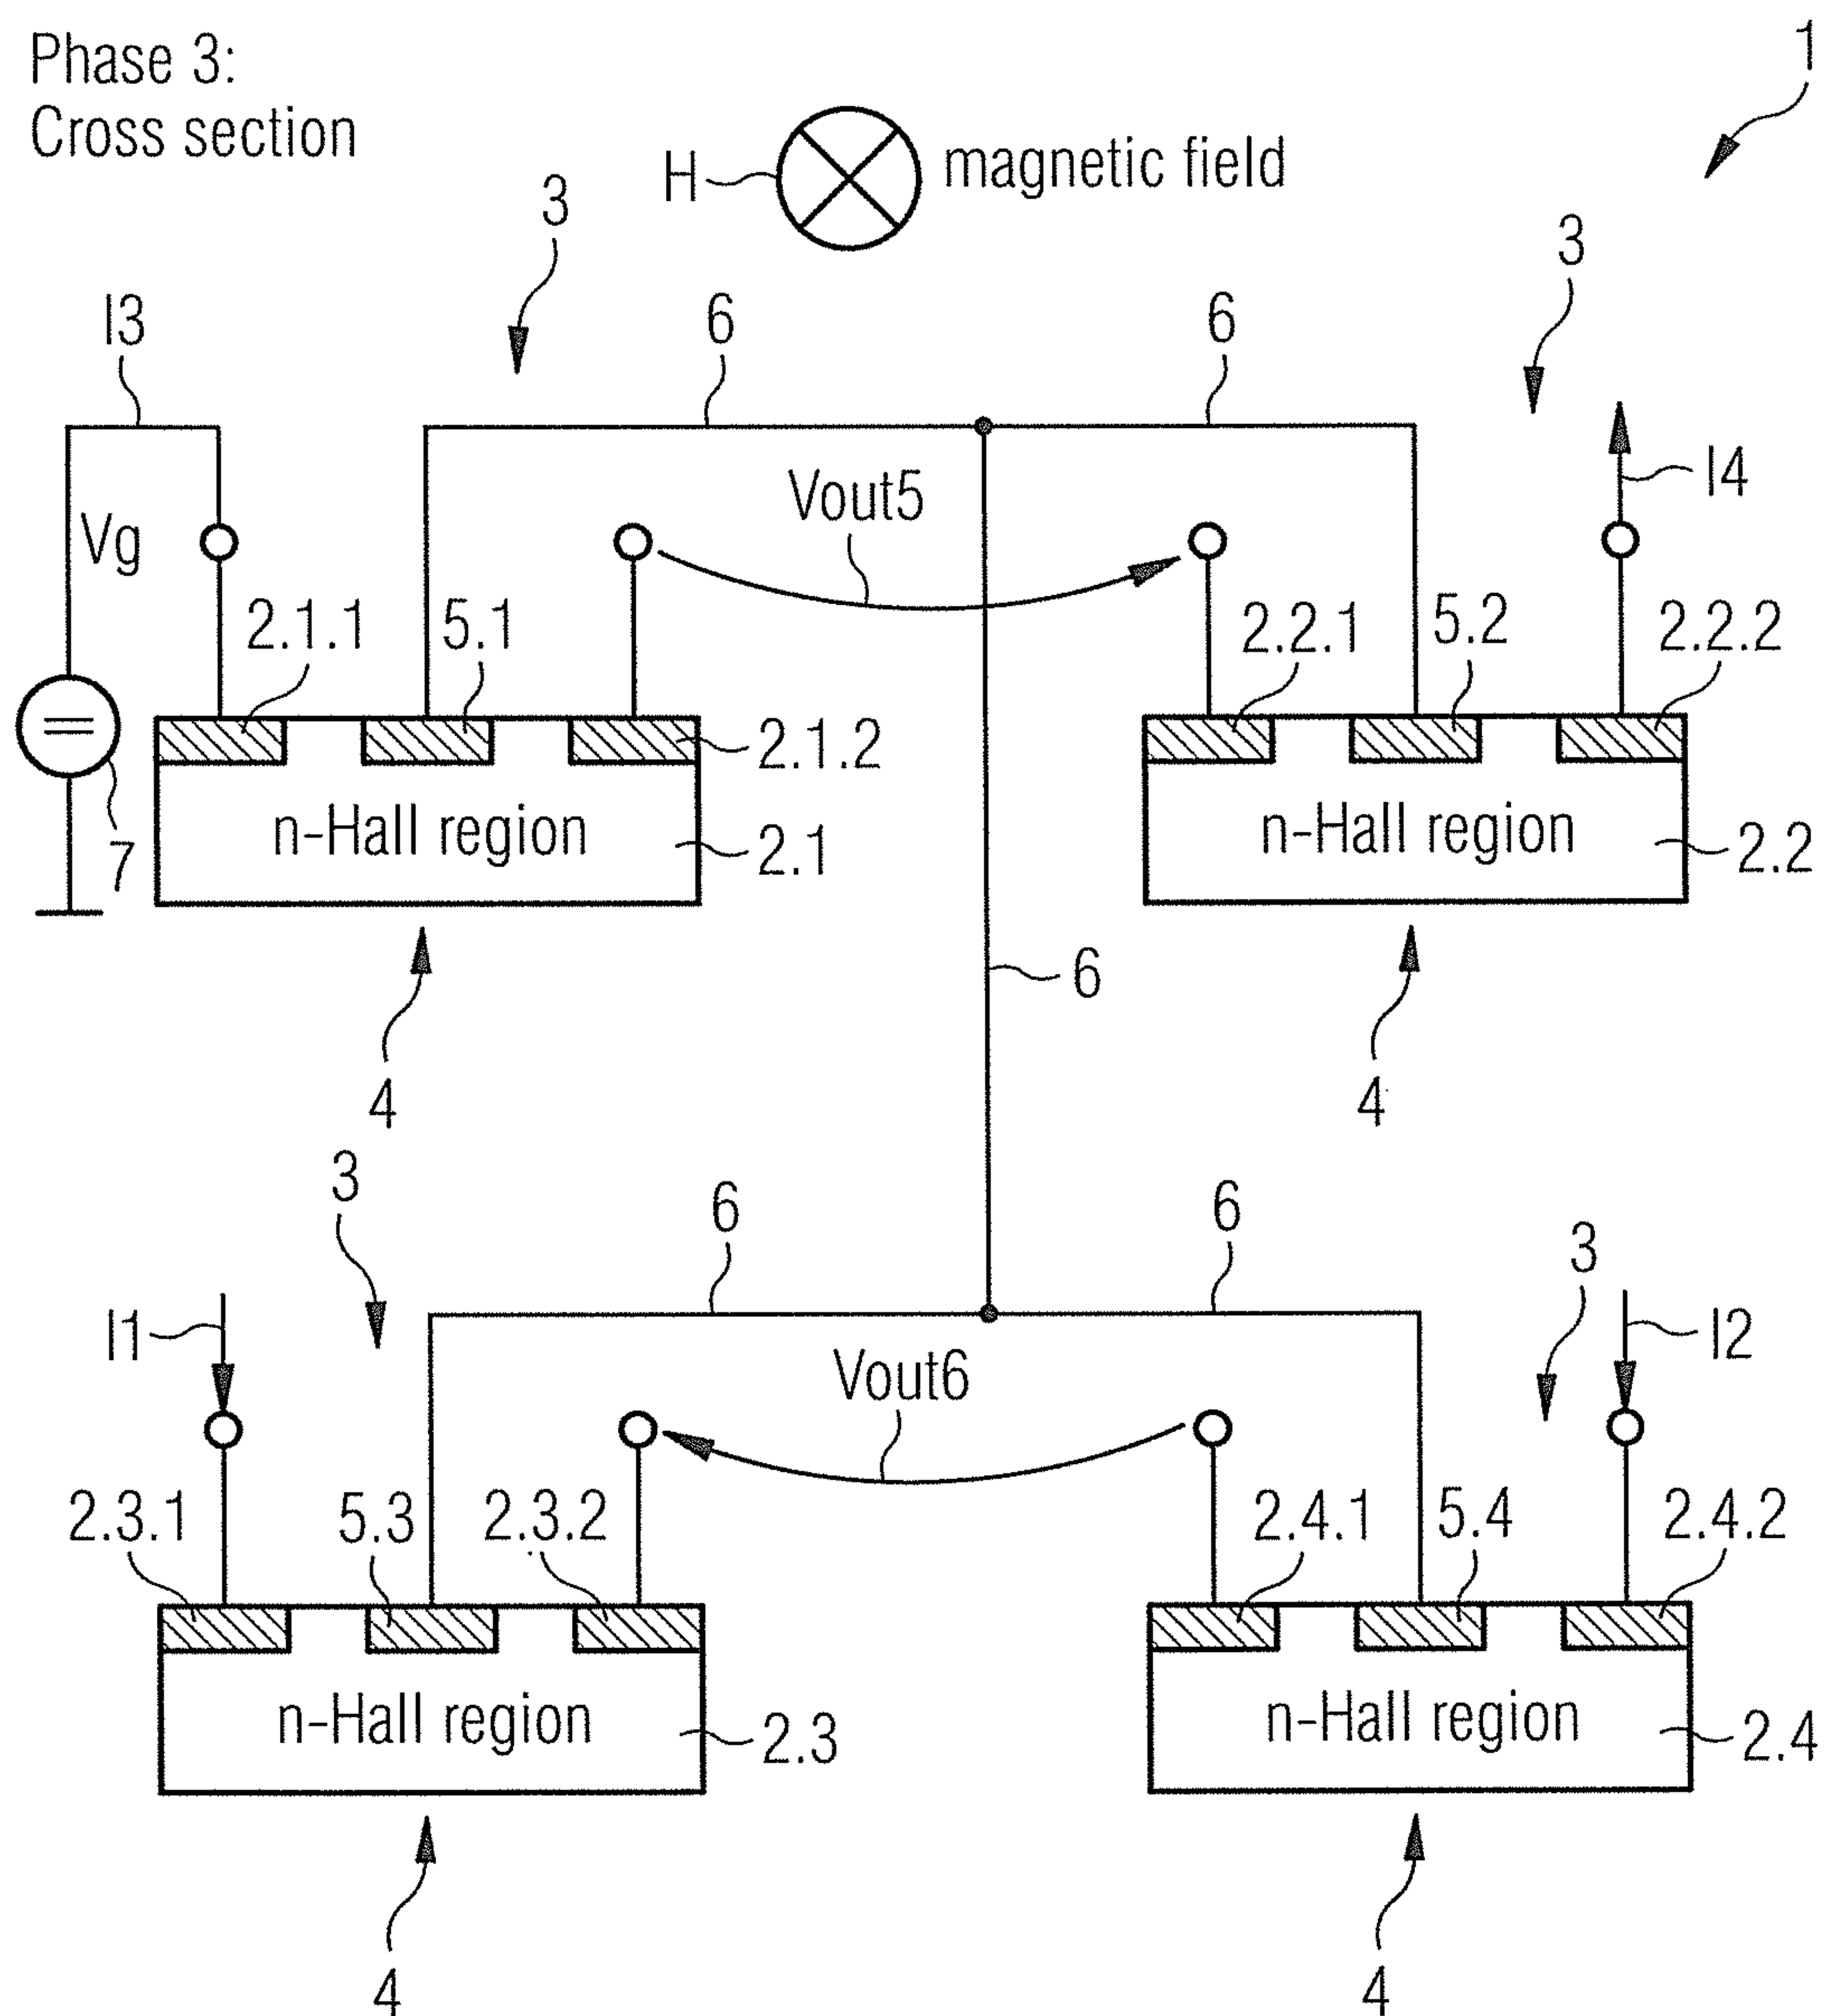 Phase 3:
Cross section
1
H
magnetic field
3
3
I3
6
6
I4
Vg
Vout5
2.1.1
5.1
2.2.1
5.2
2.2.2
2.1.2
n-Hall region
2.1
7
n-Hall region
2.2
6
4
4
3
6
6
3
I1
I2
Vout6
2.3.1
5.3
2.3.2
2.4.1
5.4
2.4.2
n-Hall region
2.3
n-Hall region
2.4
4
4